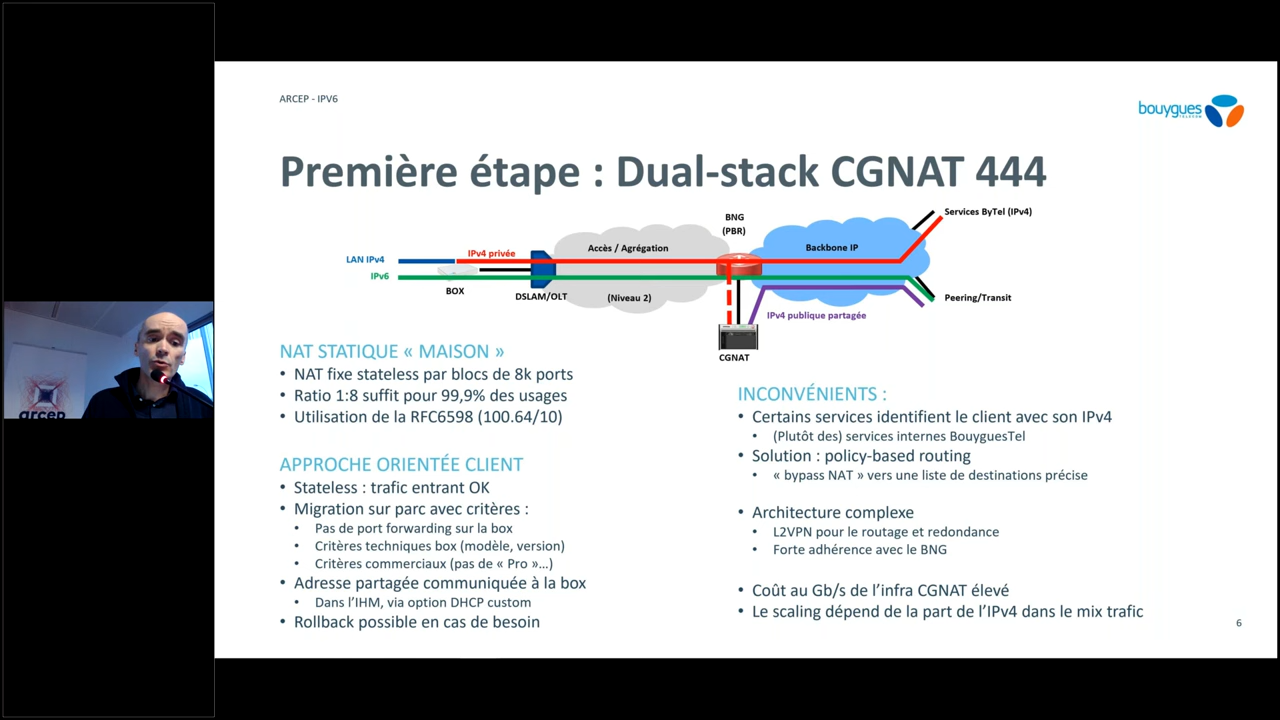 ARCEP - IPV6
bouygues
TELECOM
Première étape : Dual-stack CGNAT 444
BNG
(PBR)
Services ByTel (IPv4)
Accès / Agrégation
Backbone IP
LAN IPv4
IPv4 privée
IPv6
BOX
DSLAM/OLT
(Niveau 2)
Peering/Transit
IPv4 publique partagée
CGNAT
NAT STATIQUE « MAISON »
• NAT fixe stateless par blocs de 8k ports
• Ratio 1:8 suffit pour 99,9% des usages
• Utilisation de la RFC6598 (100.64/10)
APPROCHE ORIENTÉE CLIENT
• Stateless : trafic entrant OK
• Migration sur parc avec critères :
• Pas de port forwarding sur la box
• Critères techniques box (modèle, version)
• Critères commerciaux (pas de « Pro »…)
• Adresse partagée communiquée à la box
• Dans l’IHM, via option DHCP custom
• Rollback possible en cas de besoin
INCONVÉNIENTS :
• Certains services identifient le client avec son IPv4
• (Plutôt des) services internes BouyguesTel
• Solution : policy-based routing
• « bypass NAT » vers une liste de destinations précise
• Architecture complexe
• L2VPN pour le routage et redondance
• Forte adhérence avec le BNG
• Coût au Gb/s de l’infra CGNAT élevé
• Le scaling dépend de la part de l’IPv4 dans le mix trafic
6
arcep